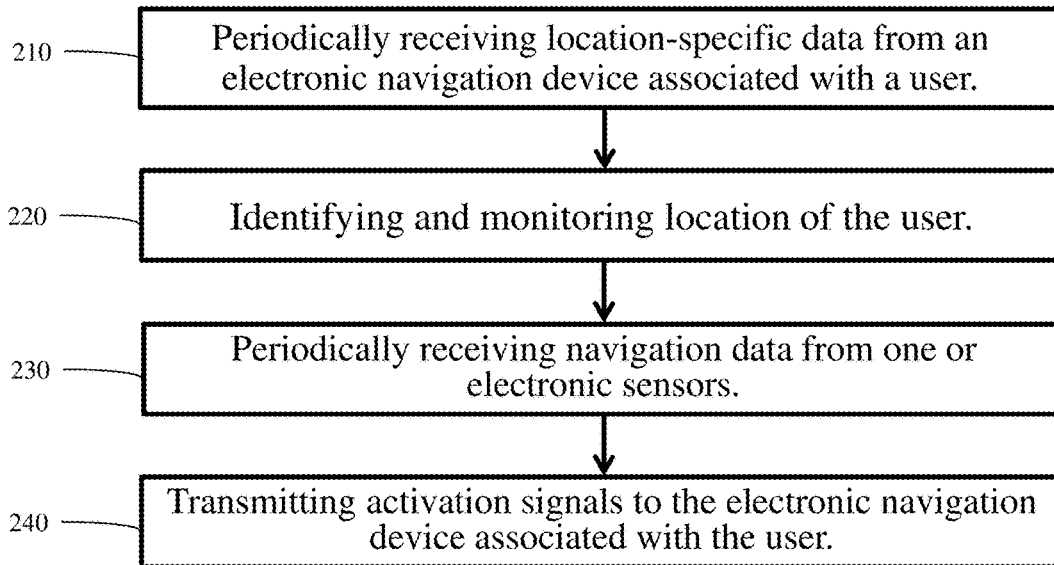 210
Periodically receiving location-specific data from an
electronic navigation device associated with a user.
220
Identifying and monitoring location of the user.
230
Periodically receiving navigation data from one or
electronic sensors.
240
Transmitting activation signals to the electronic navigation
device associated with the user.